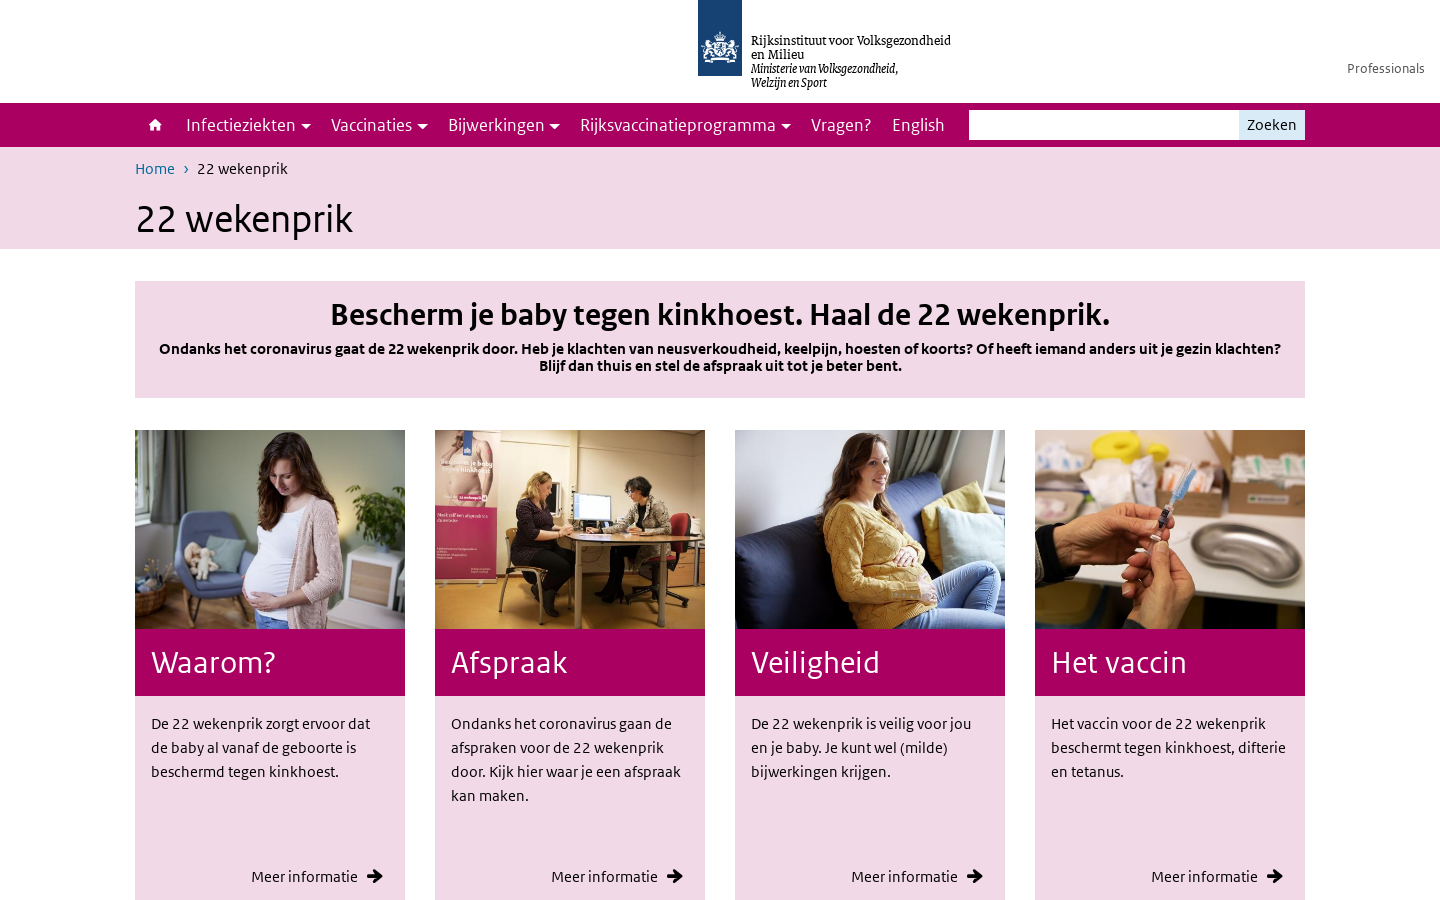 Rijksinstituut voor Volksgezondheid
en Milieu
Ministerie van Volksgezondheid,
Welzijn en Sport
Professionals
Infectieziekten
Vaccinaties
Bijwerkingen
Rijksvaccinatieprogramma
Vragen?
English
Zoeken
Home › 22 wekenprik
22 wekenprik
Bescherm je baby tegen kinkhoest. Haal de 22 wekenprik.
Ondanks het coronavirus gaat de 22 wekenprik door. Heb je klachten van neusverkoudheid, keelpijn, hoesten of koorts? Of heeft iemand anders uit je gezin klachten?
Blijf dan thuis en stel de afspraak uit tot je beter bent.
Waarom?
De 22 wekenprik zorgt ervoor dat
de baby al vanaf de geboorte is
beschermd tegen kinkhoest.
Meer informatie
Afspraak
Ondanks het coronavirus gaan de
afspraken voor de 22 wekenprik
door. Kijk hier waar je een afspraak
kan maken.
Meer informatie
Veiligheid
De 22 wekenprik is veilig voor jou
en je baby. Je kunt wel (milde)
bijwerkingen krijgen.
Meer informatie
Het vaccin
Het vaccin voor de 22 wekenprik
beschermt tegen kinkhoest, difterie
en tetanus.
Meer informatie